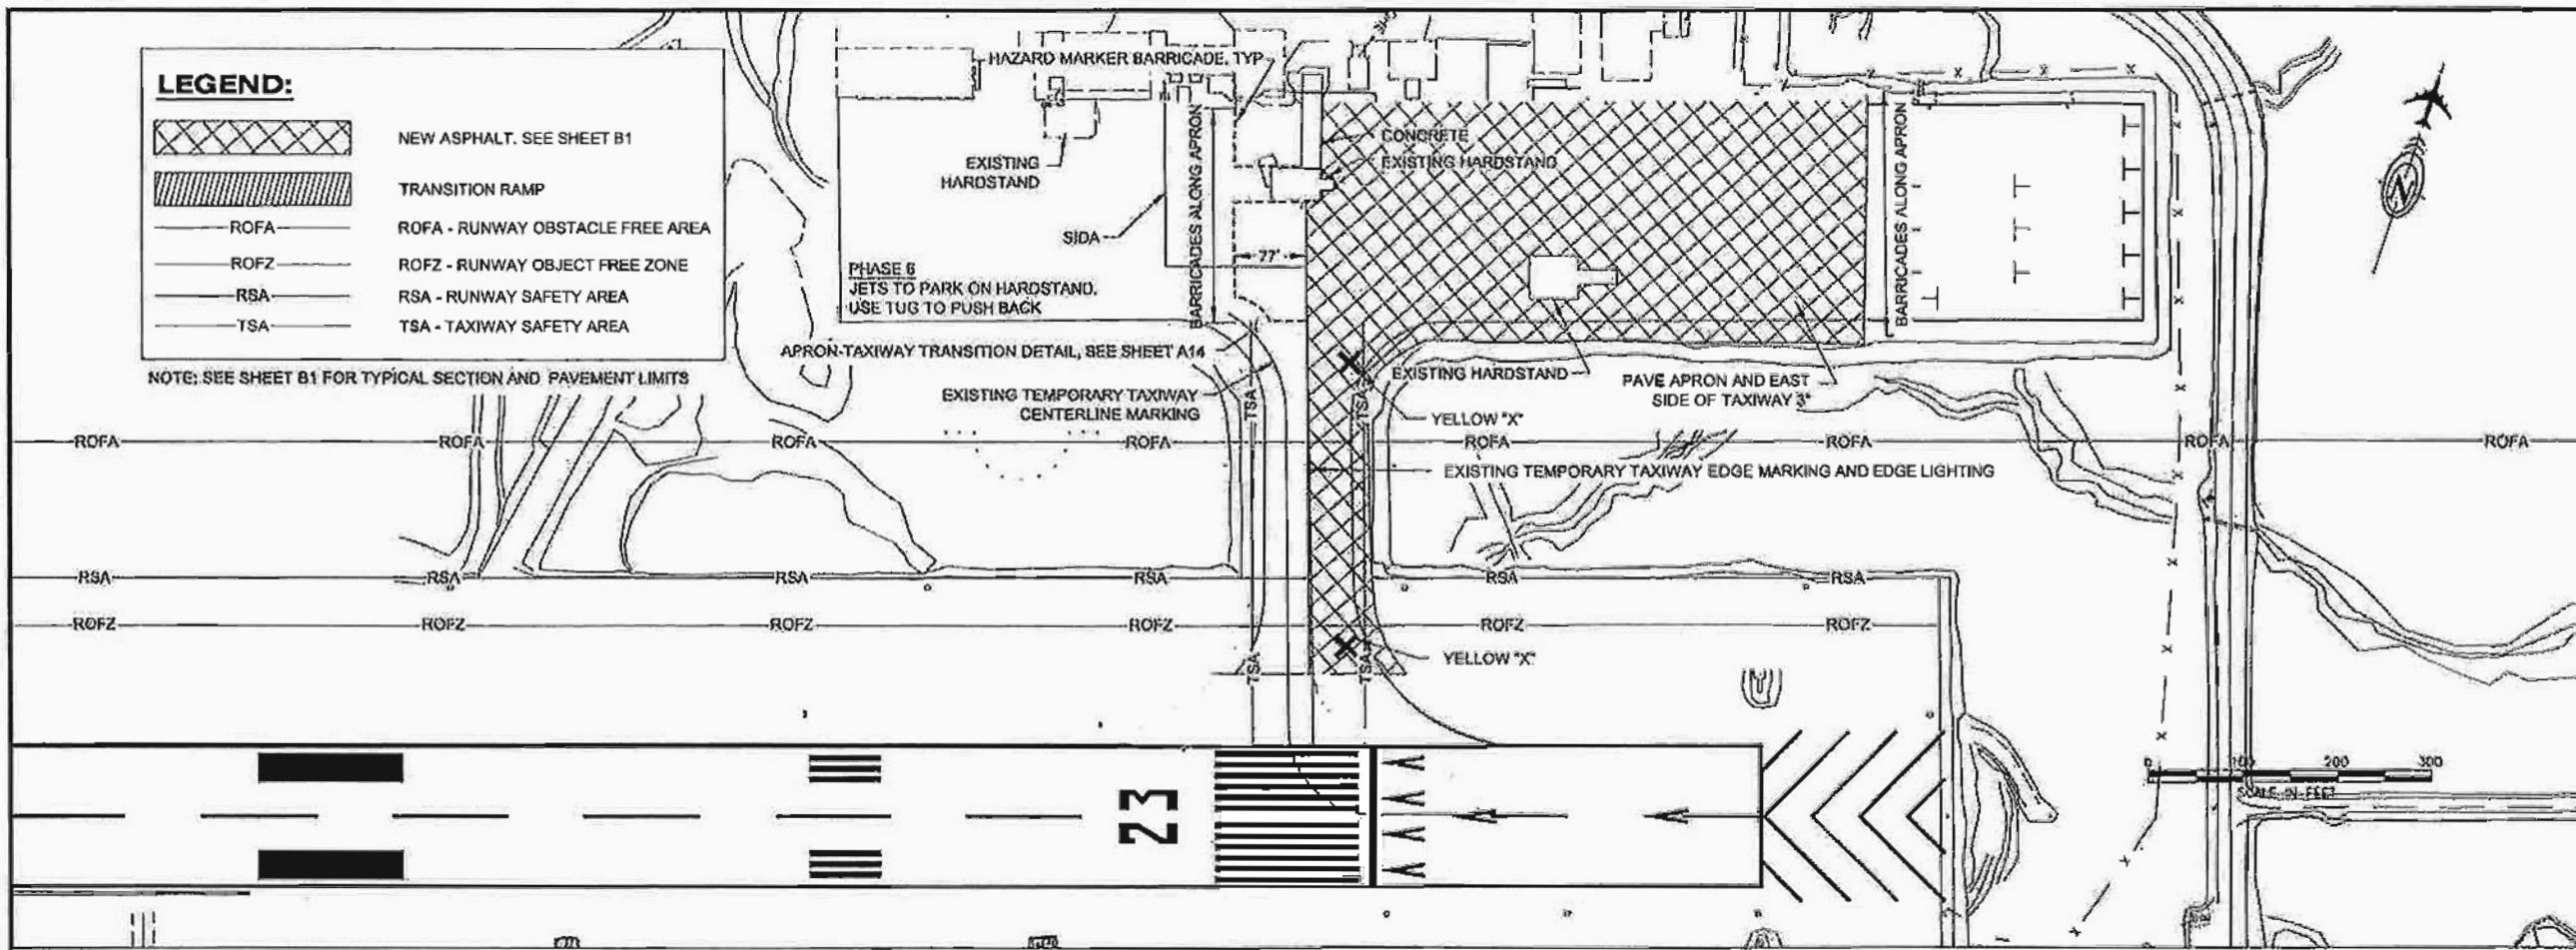 LEGEND:
NEW ASPHALT. SEE SHEET B1
TRANSITION RAMP
ROFA
ROFA - RUNWAY OBSTACLE FREE AREA
ROFZ
ROFZ - RUNWAY OBJECT FREE ZONE
RSA
RSA - RUNWAY SAFETY AREA
TSA
TSA - TAXIWAY SAFETY AREA
NOTE: SEE SHEET B1 FOR TYPICAL SECTION AND PAVEMENT LIMITS
HAZARD MARKER BARRICADE, TYP
EXISTING
HARDSTAND
SIDA
BARRICADES ALONG APRON
77'
PHASE 6
JETS TO PARK ON HARDSTAND.
USE TUG TO PUSH BACK
CONCRETE
EXISTING HARDSTAND
BARRICADES ALONG APRON
N
APRON-TAXIWAY TRANSITION DETAIL, SEE SHEET A14
EXISTING TEMPORARY TAXIWAY
CENTERLINE MARKING
TSA
TSA
EXISTING HARDSTAND
PAVE APRON AND EAST
SIDE OF TAXIWAY 3"
YELLOW "X"
ROFA ROFA ROFA ROFA ROFA ROFA ROFA ROFA
EXISTING TEMPORARY TAXIWAY EDGE MARKING AND EDGE LIGHTING
RSA RSA RSA RSA RSA RSA
ROFZ ROFZ ROFZ ROFZ ROFZ ROFZ
TSA
TSA
YELLOW "X"
23
0 100 200 300
SCALE IN FEET